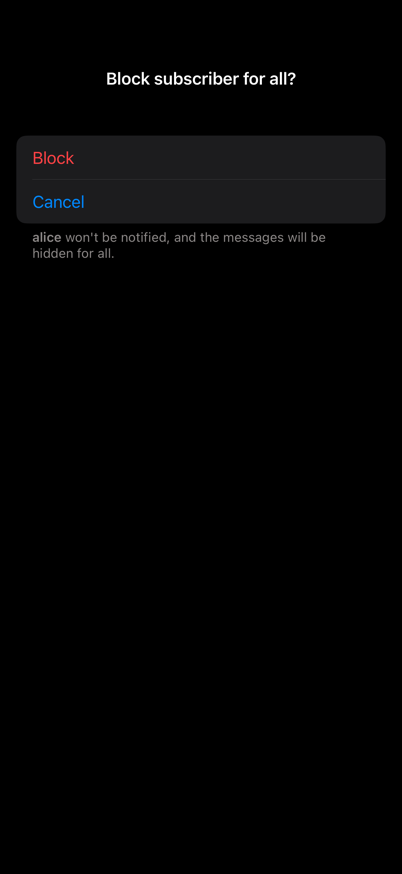 Block subscriber for all?
Block
Cancel
alice won't be notified, and the messages will be
hidden for all.